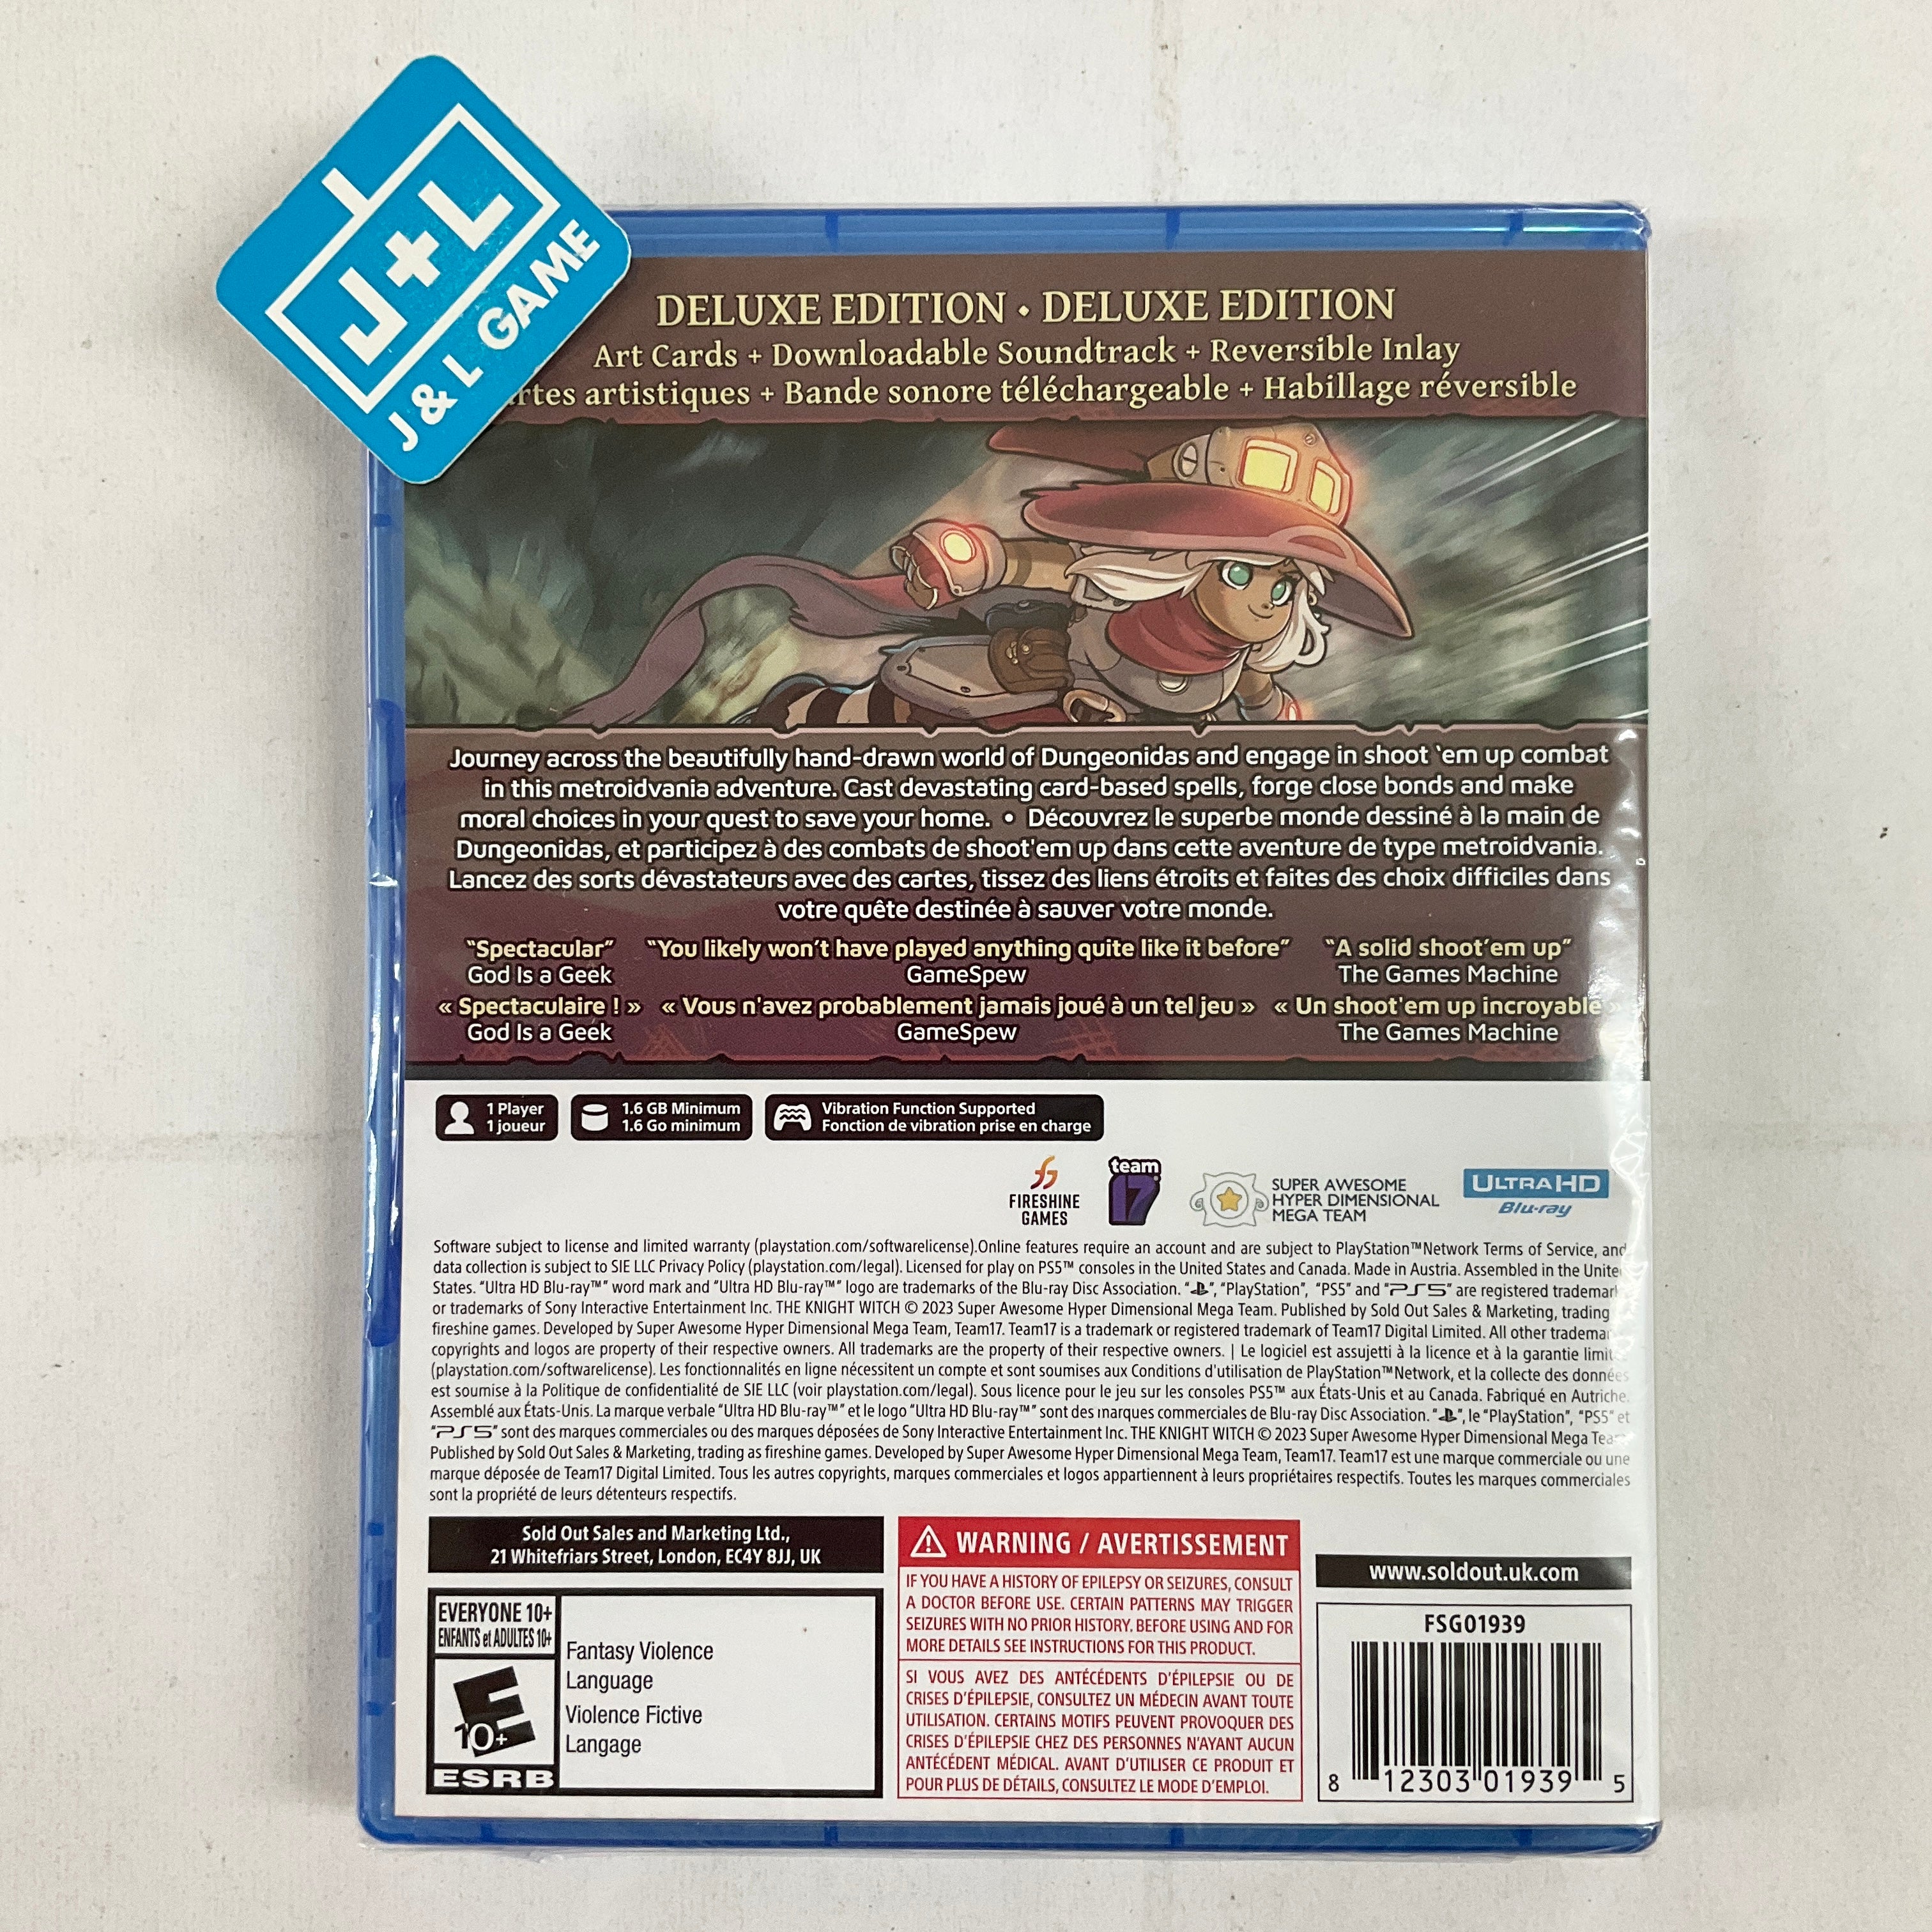 J+L
J & L GAME
DELUXE EDITION • DELUXE EDITION
Art Cards + Downloadable Soundtrack + Reversible Inlay
artistiques + Bande sonore téléchargeable + Habillage réversible
Journey across the beautifully hand-drawn world of Dungeonidas and engage in shoot ‘em up combat
in this metroidvania adventure. Cast devastating card-based spells, forge close bonds and make
moral choices in your quest to save your home. • Découvrez le superbe monde dessiné à la main de
Dungeonidas, et participez à des combats de shoot'em up dans cette aventure de type metroidvania.
Lancez des sorts dévastateurs avec des cartes, tissez des liens étroits et faites des choix difficiles dans
votre quête destinée à sauver votre monde.
“Spectacular” “You likely won’t have played anything quite like it before” “A solid shoot’em up”
God Is a Geek GameSpew The Games Machine
« Spectaculaire ! » « Vous n'avez probablement jamais joué à un tel jeu » « Un shoot'em up incroyable »
God Is a Geek GameSpew The Games Machine
1 Player 1.6 GB Minimum Vibration Function Supported
1 joueur 1.6 Go minimum Fonction de vibration prise en charge
FIRESHINE GAMES
team 17
SUPER AWESOME
HYPER DIMENSIONAL
MEGA TEAM
ULTRA HD
Blu-ray
Software subject to license and limited warranty (playstation.com/softwarelicense).Online features require an account and are subject to PlayStation™Network Terms of Service, and
data collection is subject to SIE LLC Privacy Policy (playstation.com/legal). Licensed for play on PS5™ consoles in the United States and Canada. Made in Austria. Assembled in the
States. “Ultra HD Blu-ray™” word mark and “Ultra HD Blu-ray™” logo are trademarks of the Blu-ray Disc Association. “ ”, “PlayStation”, “PS5” and “PS5” are registered
or trademarks of Sony Interactive Entertainment Inc. THE KNIGHT WITCH © 2023 Super Awesome Hyper Dimensional Mega Team. Published by Sold Out Sales & Marketing, trading
fireshine games. Developed by Super Awesome Hyper Dimensional Mega Team, Team17. Team17 is a trademark or registered trademark of Team17 Digital Limited. All other
copyrights and logos are property of their respective owners. All trademarks are the property of their respective owners. | Le logiciel est assujetti à la licence et à la garantie
(playstation.com/softwarelicense). Les fonctionnalités en ligne nécessitent un compte et sont soumises aux Conditions d'utilisation de PlayStation™Network, et la collecte des données
est soumise à la Politique de confidentialité de SIE LLC (voir playstation.com/legal). Sous licence pour le jeu sur les consoles PS5™ aux États-Unis et au Canada. Fabriqué en Autriche.
Assemblé aux États-Unis. La marque verbale “Ultra HD Blu-ray™” et le logo “Ultra HD Blu-ray™” sont des marques commerciales de Blu-ray Disc Association. “ ”, le “PlayStation”, “PS5” et
“PS5” sont des marques commerciales ou des marques déposées de Sony Interactive Entertainment Inc. THE KNIGHT WITCH © 2023 Super Awesome Hyper Dimensional Mega
Published by Sold Out Sales & Marketing, trading as fireshine games. Developed by Super Awesome Hyper Dimensional Mega Team, Team17. Team17 est une marque commerciale ou une
marque déposée de Team17 Digital Limited. Tous les autres copyrights, marques commerciales et logos appartiennent à leurs propriétaires respectifs. Toutes les marques commerciales
sont la propriété de leurs détenteurs respectifs.
Sold Out Sales and Marketing Ltd.,
21 Whitefriars Street, London, EC4Y 8JJ, UK
EVERYONE 10+
ENFANTS et ADULTES 10+
E 10+
ESRB
Fantasy Violence
Language
Violence Fictive
Langage
WARNING / AVERTISSEMENT
IF YOU HAVE A HISTORY OF EPILEPSY OR SEIZURES, CONSULT
A DOCTOR BEFORE USE. CERTAIN PATTERNS MAY TRIGGER
SEIZURES WITH NO PRIOR HISTORY. BEFORE USING AND FOR
MORE DETAILS SEE INSTRUCTIONS FOR THIS PRODUCT.
SI VOUS AVEZ DES ANTÉCÉDENTS D'ÉPILEPSIE OU DE
CRISES D'ÉPILEPSIE, CONSULTEZ UN MÉDECIN AVANT TOUTE
UTILISATION. CERTAINS MOTIFS PEUVENT PROVOQUER DES
CRISES D'ÉPILEPSIE CHEZ DES PERSONNES N'AYANT AUCUN
ANTÉCÉDENT MÉDICAL. AVANT D'UTILISER CE PRODUIT ET
POUR PLUS DE DÉTAILS, CONSULTEZ LE MODE D'EMPLOI.
www.soldout.uk.com
FSG01939
8 12303 01939 5